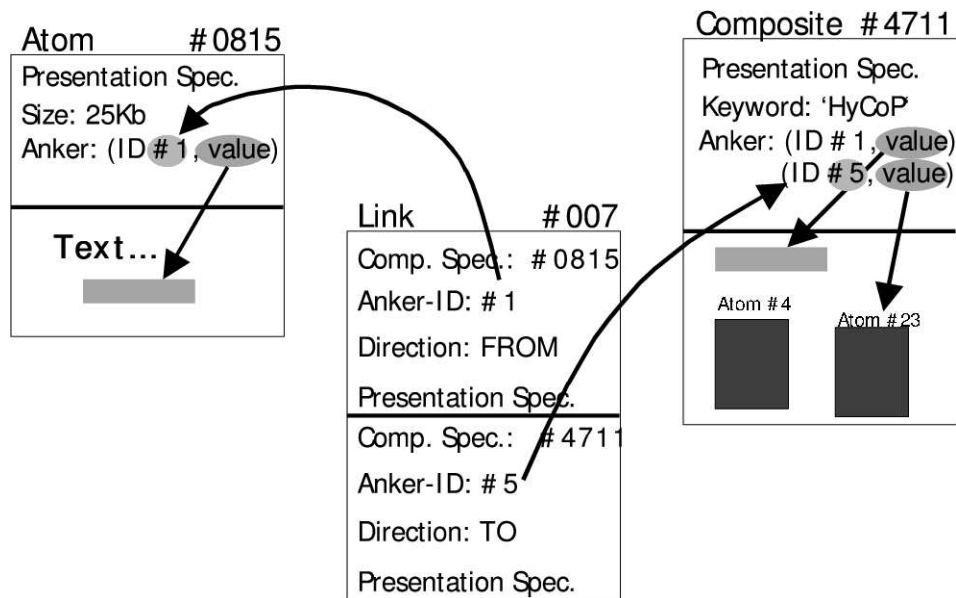 Atom #0815
Presentation Spec.
Size: 25Kb
Anker: (ID #1, value)
Text...
Link #007
Comp. Spec.: #0815
Anker-ID: #1
Direction: FROM
Presentation Spec.
Comp. Spec.: #4711
Anker-ID: #5
Direction: TO
Presentation Spec.
Composite #4711
Presentation Spec.
Keyword: 'HyCoP'
Anker: (ID #1, value)
(ID #5, value)
Atom #4
Atom #23